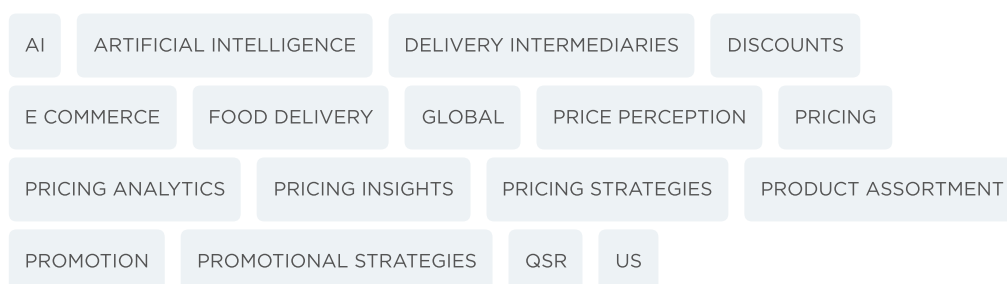 AI ARTIFICIAL INTELLIGENCE DELIVERY INTERMEDIARIES DISCOUNTS
E COMMERCE FOOD DELIVERY GLOBAL PRICE PERCEPTION PRICING
PRICING ANALYTICS PRICING INSIGHTS PRICING STRATEGIES PRODUCT ASSORTMENT
PROMOTION PROMOTIONAL STRATEGIES QSR US